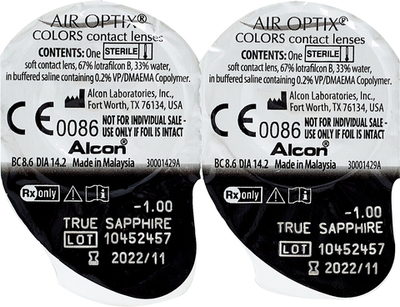 AIR OPTIX®
COLORS contact lenses
CONTENTS: One STERILE
soft contact lens, 67% lotrafilcon B, 33% water,
in buffered saline containing 0.2% VP/DMAEMA Copolymer.
Alcon Laboratories, Inc.,
Fort Worth, TX 76134, USA
CE 0086 NOT FOR INDIVIDUAL SALE -
USE ONLY IF FOIL IS INTACT
Alcon®
BC 8.6 DIA 14.2 Made in Malaysia 30001429A
Rx only
-1.00
TRUE SAPPHIRE
LOT 10452457
2022/11
AIR OPTIX®
COLORS contact lenses
CONTENTS: One STERILE
soft contact lens, 67% lotrafilcon B, 33% water,
in buffered saline containing 0.2% VP/DMAEMA Copolymer.
Alcon Laboratories, Inc.,
Fort Worth, TX 76134, USA
CE 0086 NOT FOR INDIVIDUAL SALE -
USE ONLY IF FOIL IS INTACT
Alcon®
BC 8.6 DIA 14.2 Made in Malaysia 30001429A
Rx only
-1.00
TRUE SAPPHIRE
LOT 10452457
2022/11